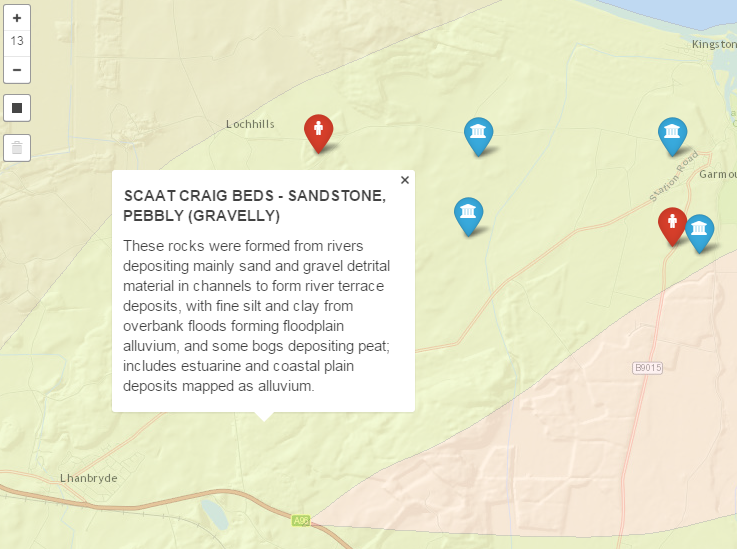 +
13
−
Kingston
Lochhills
Station Road
Garmou
×
SCAAT CRAIG BEDS - SANDSTONE,
PEBBLY (GRAVELLY)
These rocks were formed from rivers
depositing mainly sand and gravel detrital
material in channels to form river terrace
deposits, with fine silt and clay from
overbank floods forming floodplain
alluvium, and some bogs depositing peat;
includes estuarine and coastal plain
deposits mapped as alluvium.
B9015
Lhanbryde
A96